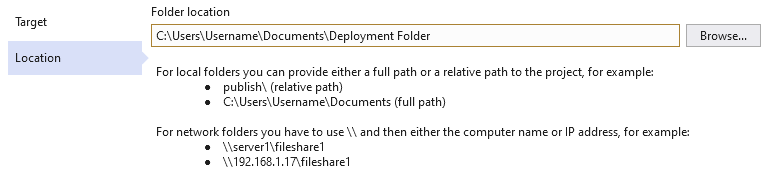 Target
Location
Folder location
C:\Users\Username\Documents\Deployment Folder
Browse...
For local folders you can provide either a full path or a relative path to the project, for example:
● publish\ (relative path)
● C:\Users\Username\Documents (full path)
For network folders you have to use \\ and then either the computer name or IP address, for example:
● \\server1\fileshare1
● \\192.168.1.17\fileshare1